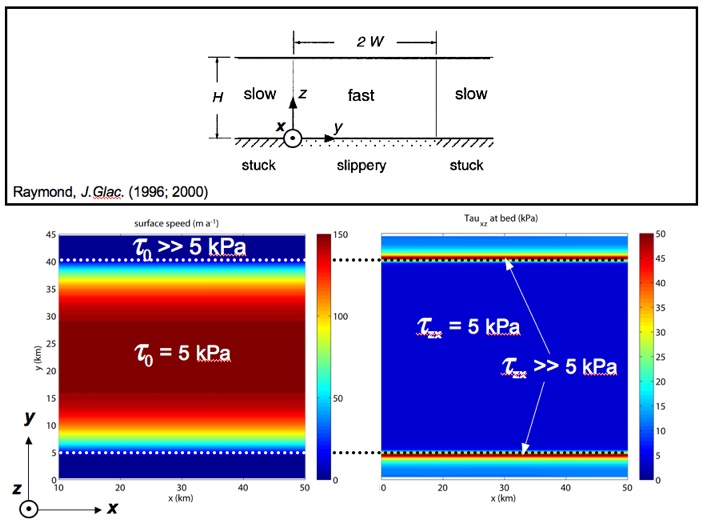 2 W
H
slow
z
fast
slow
x
y
stuck
slippery
stuck
Raymond, J.Glac. (1996; 2000)
surface speed (m a⁻¹)
45
40
35
30
25
20
15
10
5
0
y (km)
τ₀ >> 5 kPa
τ₀ = 5 kPa
10
20
30
40
50
x (km)
150
100
50
0
Tau_xz at bed (kPa)
τ_zx = 5 kPa
τ_zx >> 5 kPa
0
20
30
40
50
x (km)
50
45
40
35
30
25
20
15
10
5
0
y
z
x